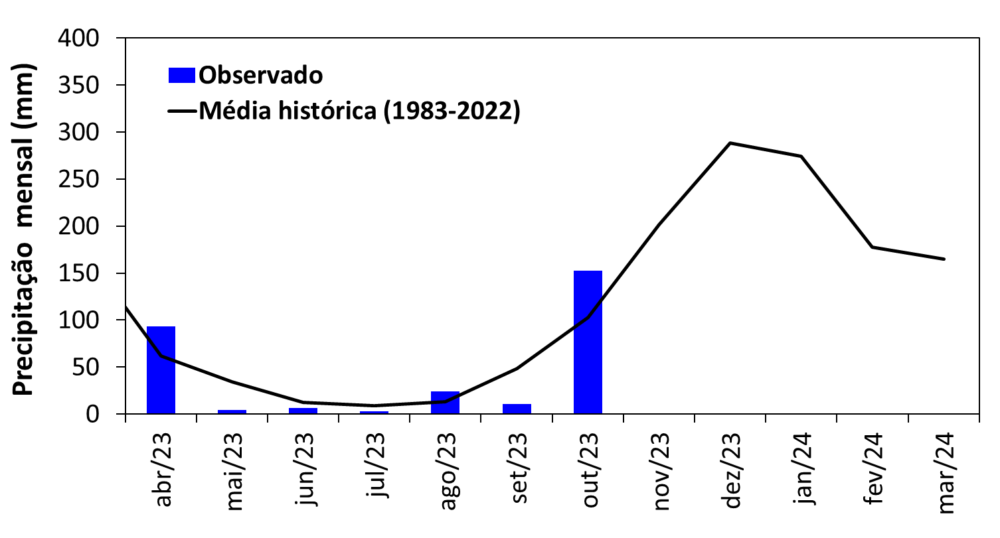 Precipitação mensal (mm)
400
350
300
250
200
150
100
50
0
Observado
Média histórica (1983-2022)
abr/23
mai/23
jun/23
jul/23
ago/23
set/23
out/23
nov/23
dez/23
jan/24
fev/24
mar/24